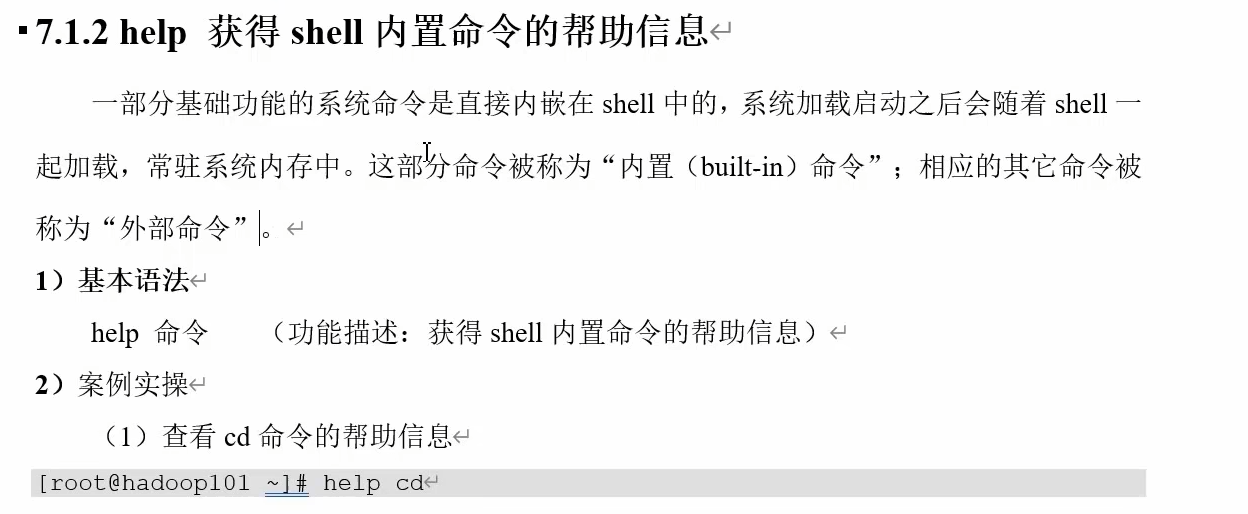 7.1.2 help 获得 shell 内置命令的帮助信息
一部分基础功能的系统命令是直接内嵌在 shell 中的，系统加载启动之后会随着 shell 一
起加载，常驻系统内存中。这部分命令被称为“内置（built-in）命令”；相应的其它命令被
称为“外部命令”。
1）基本语法
help 命令 （功能描述：获得 shell 内置命令的帮助信息）
2）案例实操
（1）查看 cd 命令的帮助信息
[root@hadoop101 ~]# help cd